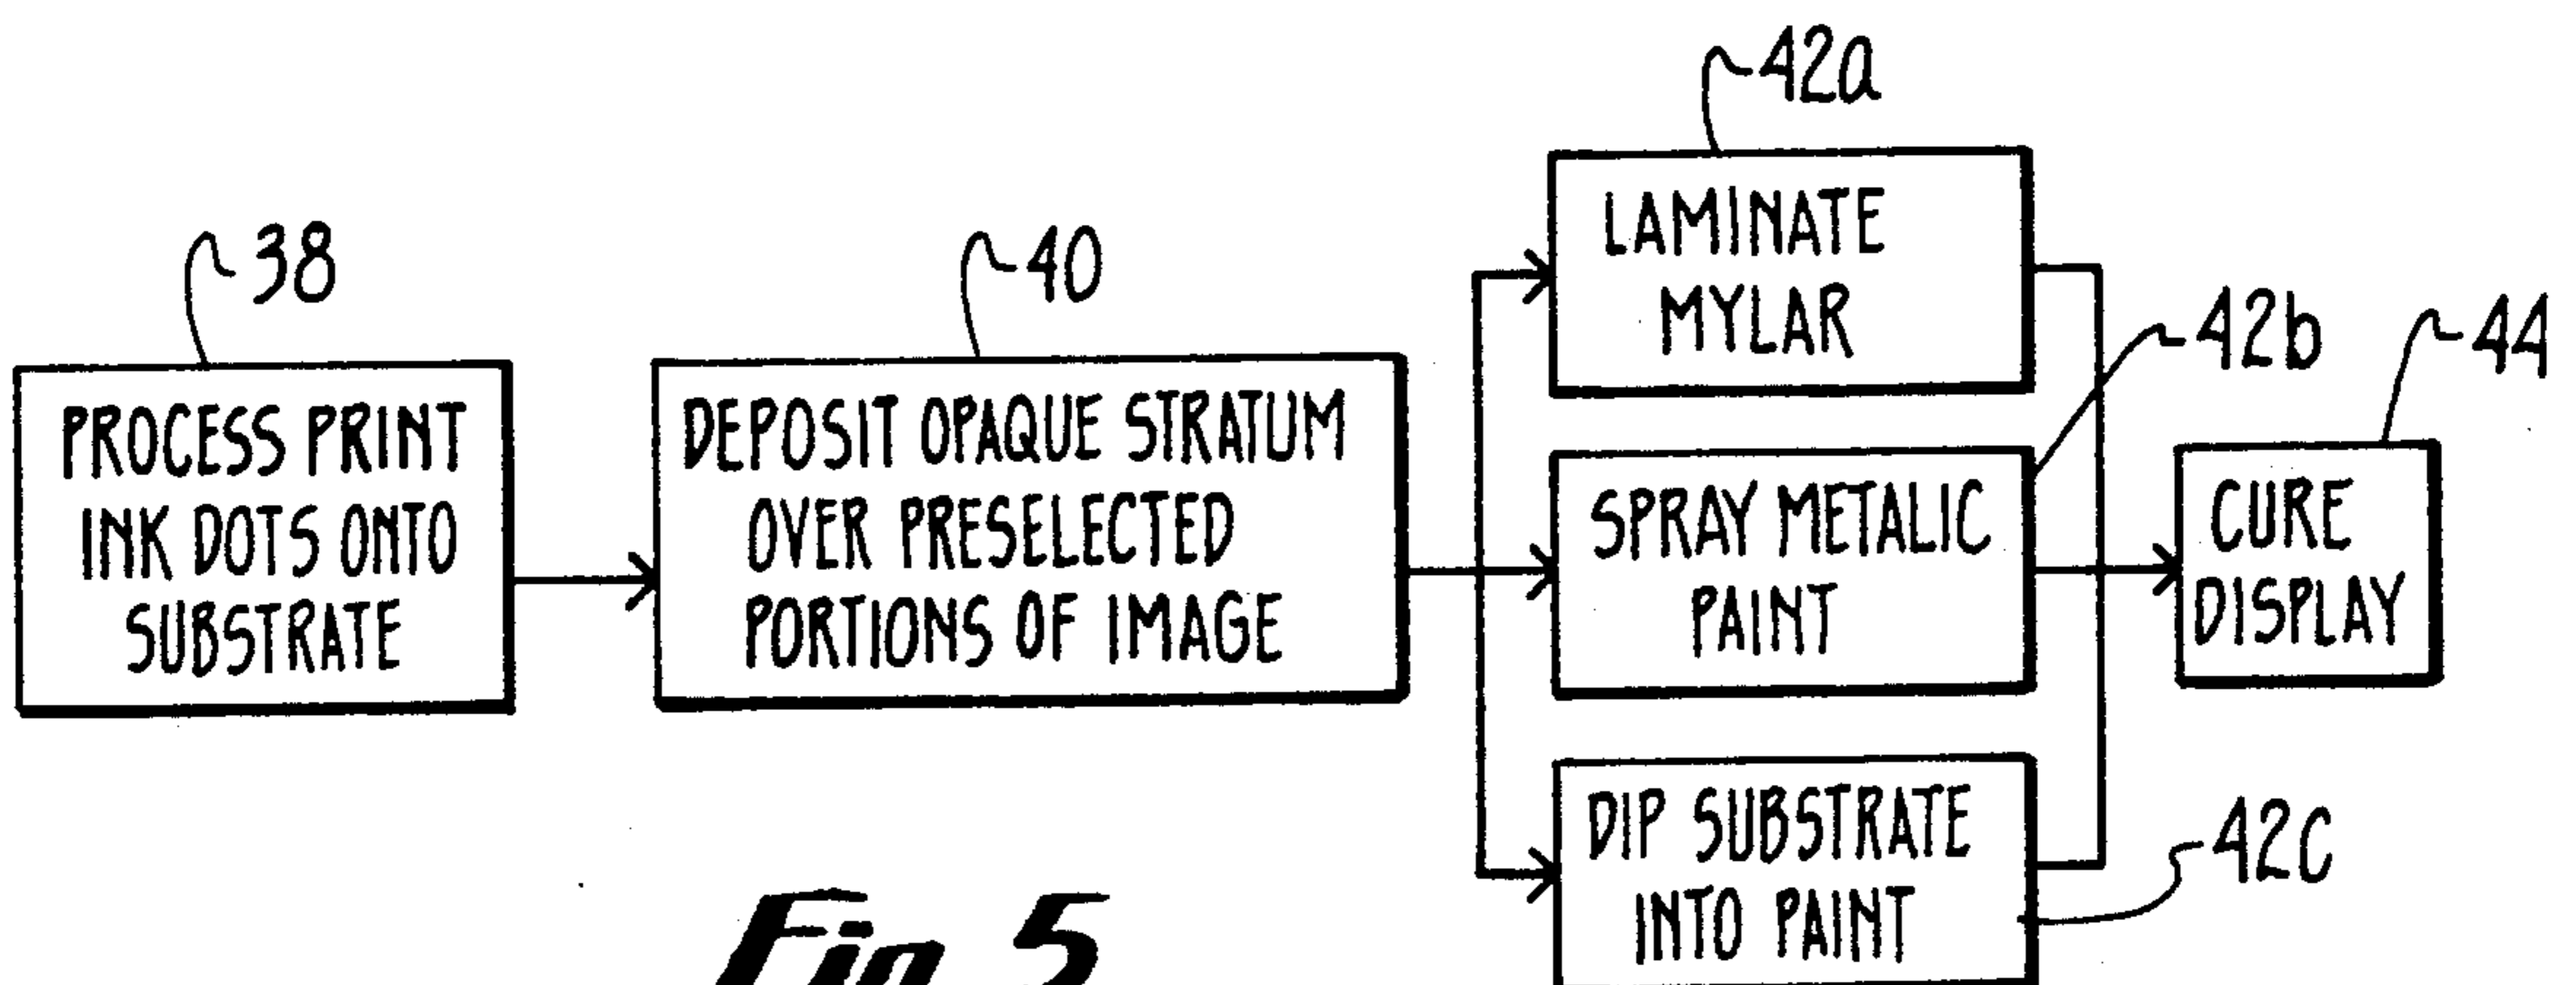 38
PROCESS PRINT
INK DOTS ONTO
SUBSTRATE
40
DEPOSIT OPAQUE STRATUM
OVER PRESELECTED
PORTIONS OF IMAGE
42a
LAMINATE
MYLAR
42b
SPRAY METALIC
PAINT
42c
DIP SUBSTRATE
INTO PAINT
44
CURE
DISPLAY
Fig 5